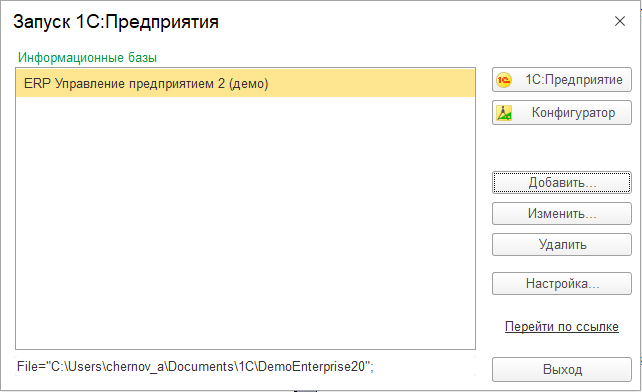 Запуск 1С:Предприятия
Информационные базы
ERP Управление предприятием 2 (демо)
1С:Предприятие
Конфигуратор
Добавить...
Изменить...
Удалить
Настройка...
Перейти по ссылке
File="C:\Users\chernov_a\Documents\1C\DemoEnterprise20";
Выход